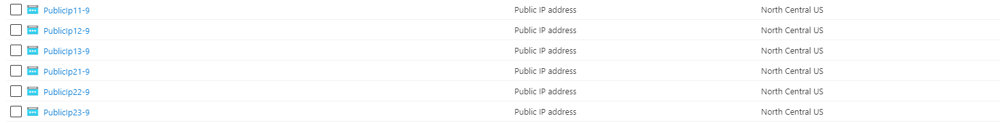 PublicIp11-9 Public IP address North Central US
PublicIp12-9 Public IP address North Central US
PublicIp13-9 Public IP address North Central US
PublicIp21-9 Public IP address North Central US
PublicIp22-9 Public IP address North Central US
PublicIp23-9 Public IP address North Central US